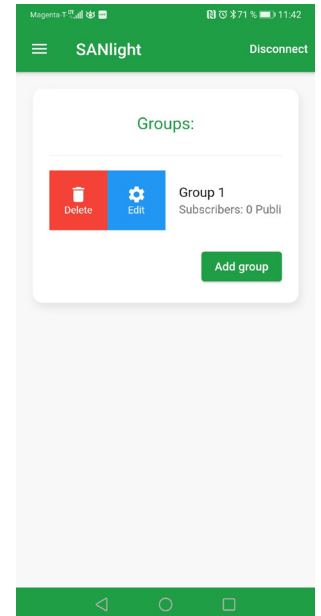 Magenta-T- 71 % 11:42
SANlight Disconnect
Groups:
Group 1
Subscribers: 0 Publi
Delete Edit
Add group